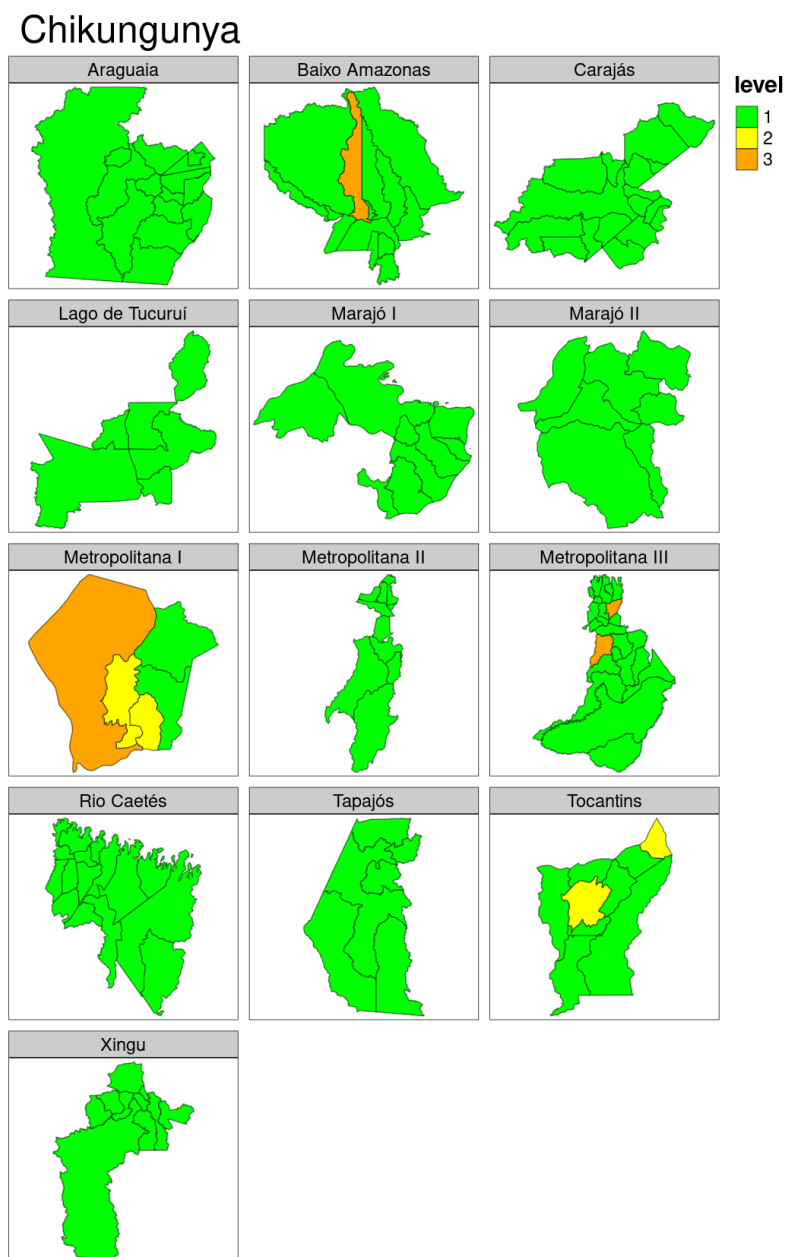 Chikungunya
Araguaia
Baixo Amazonas
Carajás
level
1
2
3
Lago de Tucuruí
Marajó I
Marajó II
Metropolitana I
Metropolitana II
Metropolitana III
Rio Caetés
Tapajós
Tocantins
Xingu